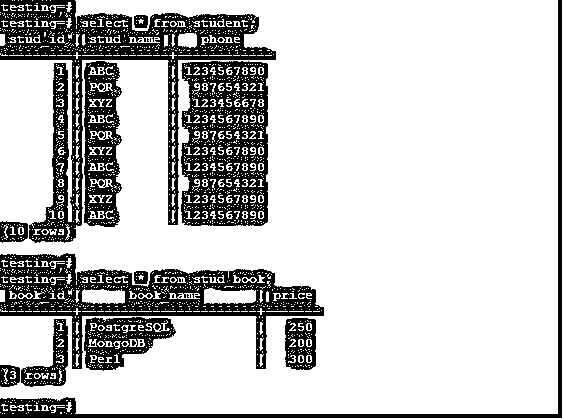 testing=#
testing=# select * from student;
stud_id | stud_name | phone
1 | ABC | 1234567890
2 | PQR | 987654321
3 | XYZ | 123456678
4 | ABC | 1234567890
5 | PQR | 987654321
6 | XYZ | 1234567890
7 | ABC | 1234567890
8 | PQR | 987654321
9 | XYZ | 1234567890
10 | ABC | 1234567890
(10 rows)
testing=#
testing=# select * from stud_book;
book_id | book_name | price
1 | PostgreSQL | 250
2 | MongoDB | 200
3 | Perl | 300
(3 rows)
testing=#